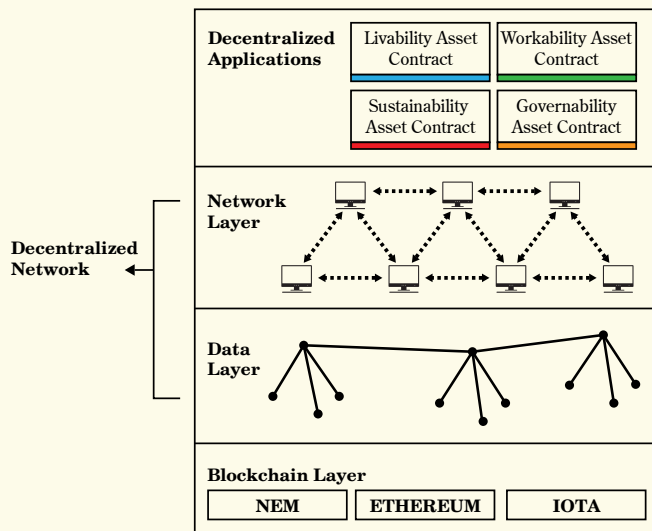 Decentralized
Applications
Livability Asset
Contract
Workability Asset
Contract
Sustainability
Asset Contract
Governability
Asset Contract
Network
Layer
Decentralized
Network
Data
Layer
Blockchain Layer
NEM
ETHEREUM
IOTA